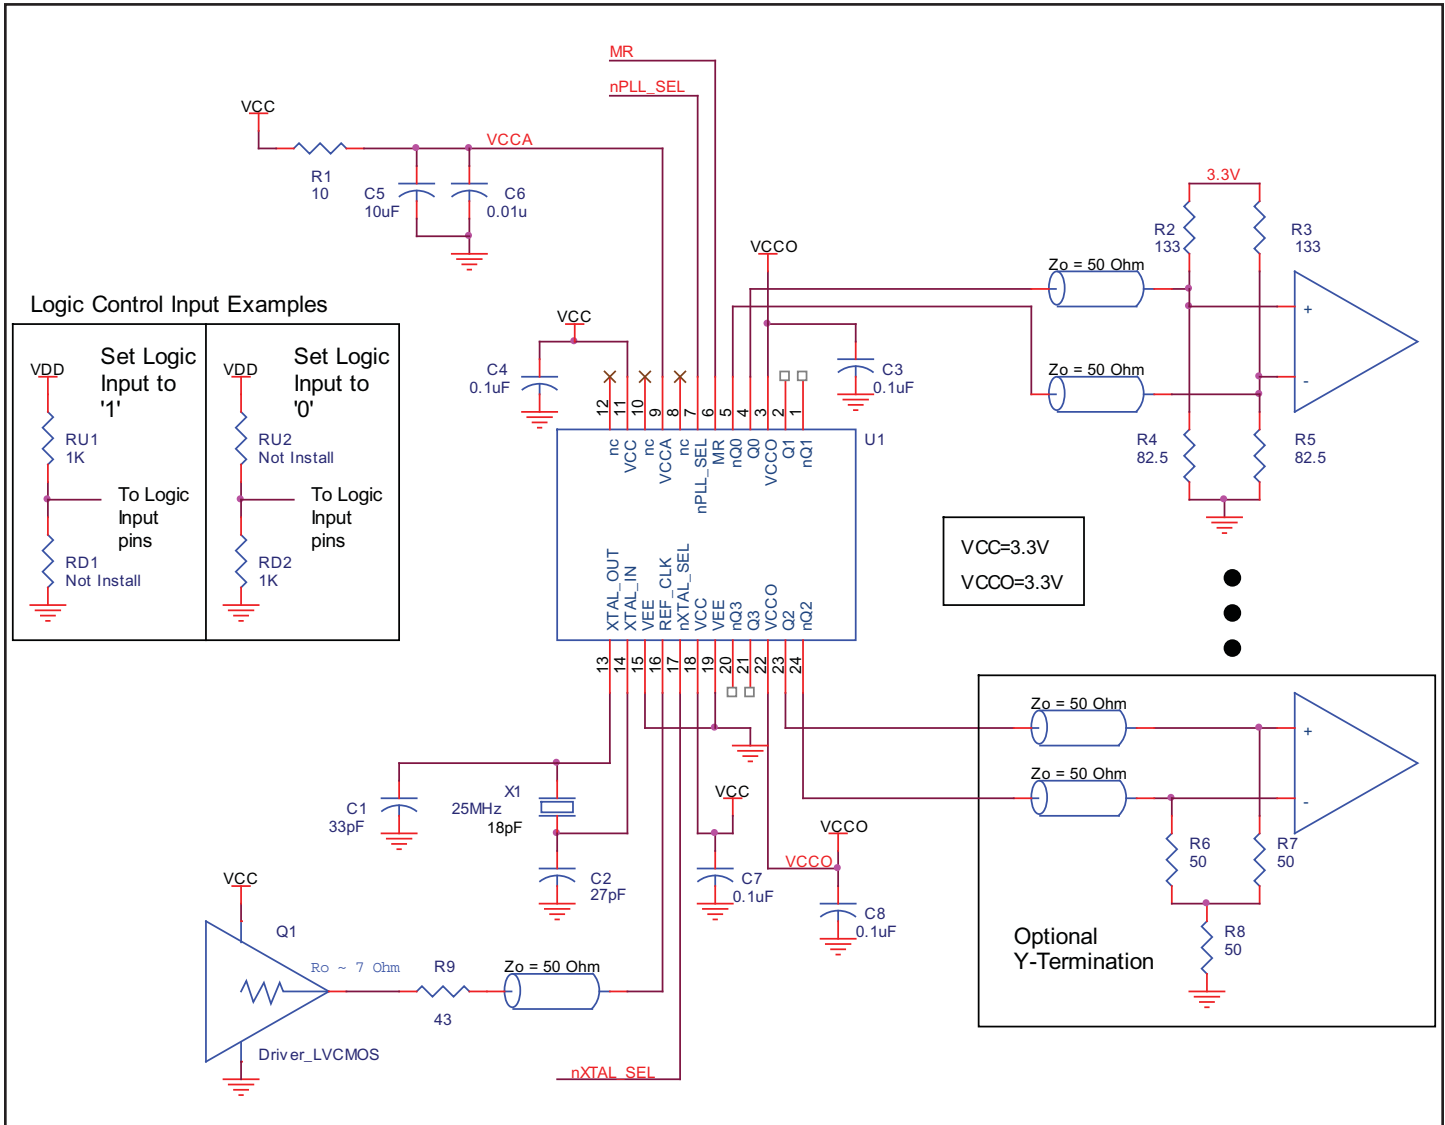 MR
nPLL_SEL
VCC
VCCA
R1
10
C5
10uF
C6
0.01u
3.3V
R2
133
R3
133
VCCO
Zo = 50 Ohm
+
Zo = 50 Ohm
-
R4
82.5
R5
82.5
Logic Control Input Examples
VDD
Set Logic
Input to
'1'
RU1
1K
To Logic
Input
pins
RD1
Not Install
VDD
Set Logic
Input to
'0'
RU2
Not Install
To Logic
Input
pins
RD2
1K
VCC
C4
0.1uF
C3
0.1uF
12
11
10
9
8
7
6
5
4
3
2
1
U1
nc
VCC
nc
VCCA
nc
nPLL_SEL
MR
nQ0
Q0
VCCO
Q1
nQ1
XTAL_OUT
XTAL_IN
VEE
REF_CLK
nXTAL_SEL
VCC
VEE
nQ3
Q3
VCCO
Q2
nQ2
13
14
15
16
17
18
19
20
21
22
23
24
VCC=3.3V
VCCO=3.3V
C1
33pF
X1
25MHz
18pF
C2
27pF
VCC
C7
0.1uF
VCCO
VCCO
C8
0.1uF
Zo = 50 Ohm
+
Zo = 50 Ohm
-
R6
50
R7
50
R8
50
Optional
Y-Termination
VCC
Q1
Ro ~ 7 Ohm
R9
43
Zo = 50 Ohm
Driver_LVCMOS
nXTAL_SEL